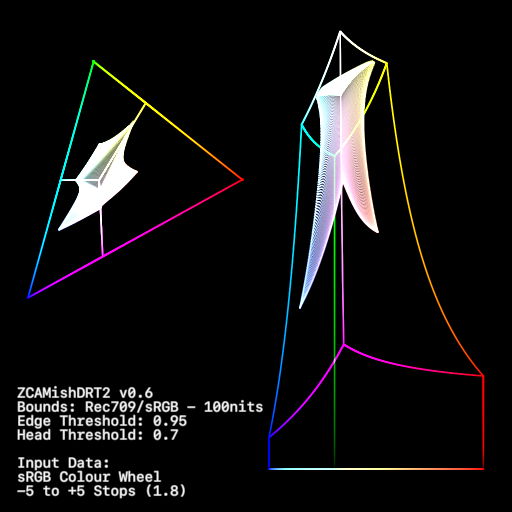 ZCAMishDRT2 v0.6
Bounds: Rec709/sRGB − 100nits
Edge Threshold: 0.95
Head Threshold: 0.7
Input Data:
sRGB Colour Wheel
−5 to +5 Stops (1.8)